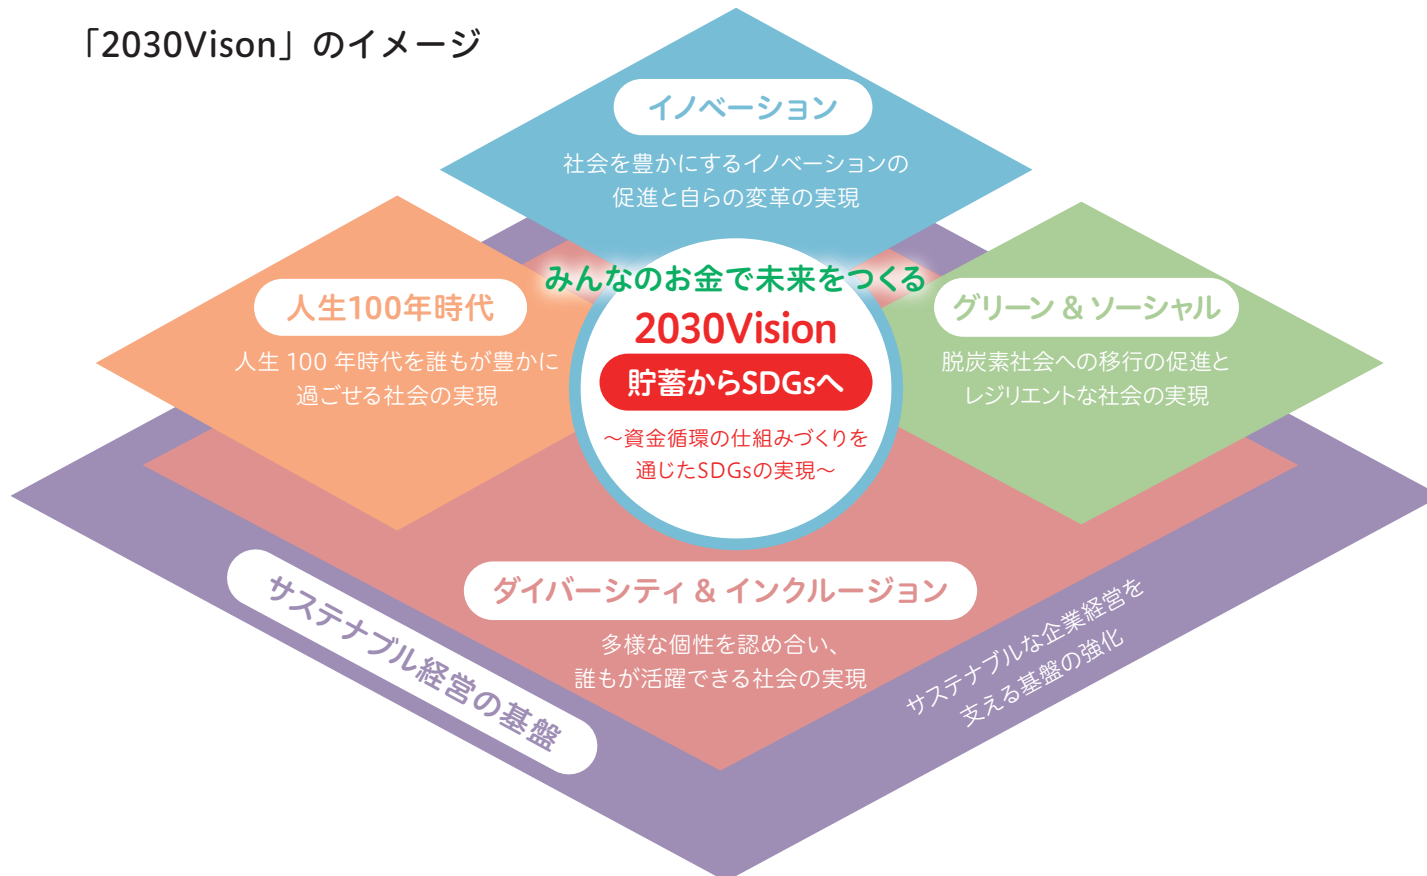 「2030Vison」のイメージ
イノベーション
社会を豊かにするイノベーションの
促進と自らの変革の実現
人生100年時代
人生 100 年時代を誰もが豊かに
過ごせる社会の実現
みんなのお金で未来をつくる
2030Vision
貯蓄からSDGsへ
～資金循環の仕組みづくりを
通じたSDGsの実現～
グリーン & ソーシャル
脱炭素社会への移行の促進と
レジリエントな社会の実現
ダイバーシティ & インクルージョン
多様な個性を認め合い、
誰もが活躍できる社会の実現
サステナブル経営の基盤
サステナブルな企業経営を
支える基盤の強化